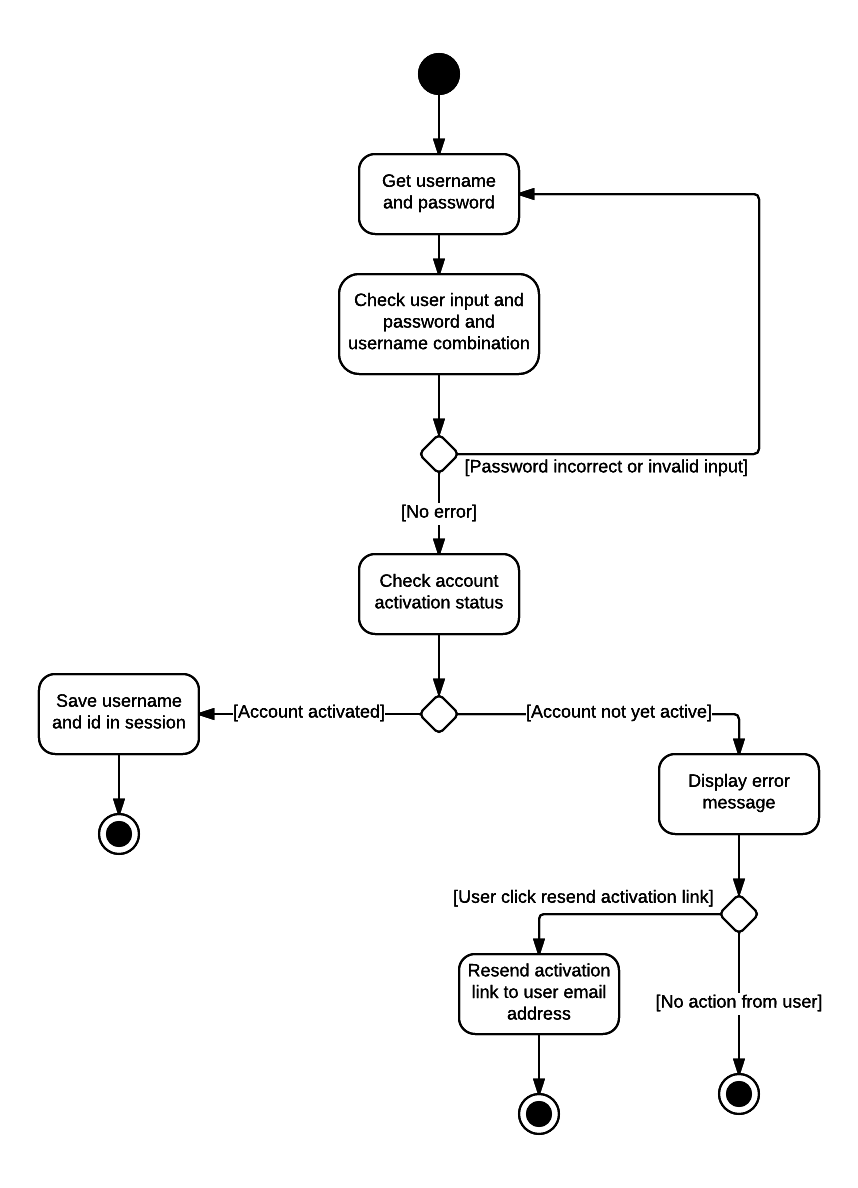 Get username
and password
Check user input and
password and
username combination
[Password incorrect or invalid input]
[No error]
Check account
activation status
Save username
and id in session
[Account activated]
[Account not yet active]
Display error
message
[User click resend activation link]
Resend activation
link to user email
address
[No action from user]